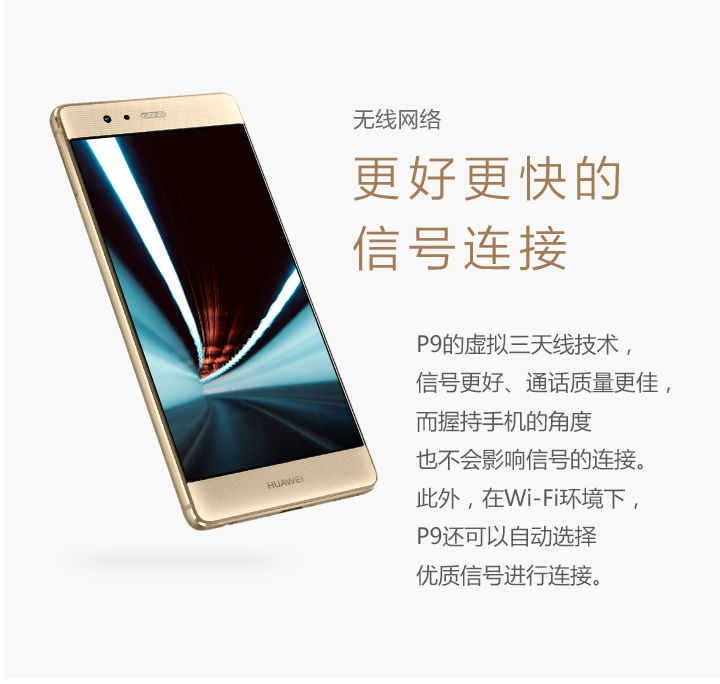 无线网络
更好更快的
信号连接
P9的虚拟三天线技术，
信号更好、通话质量更佳，
而握持手机的角度
也不会影响信号的连接。
此外，在Wi-Fi环境下，
P9还可以自动选择
优质信号进行连接。
HUAWEI